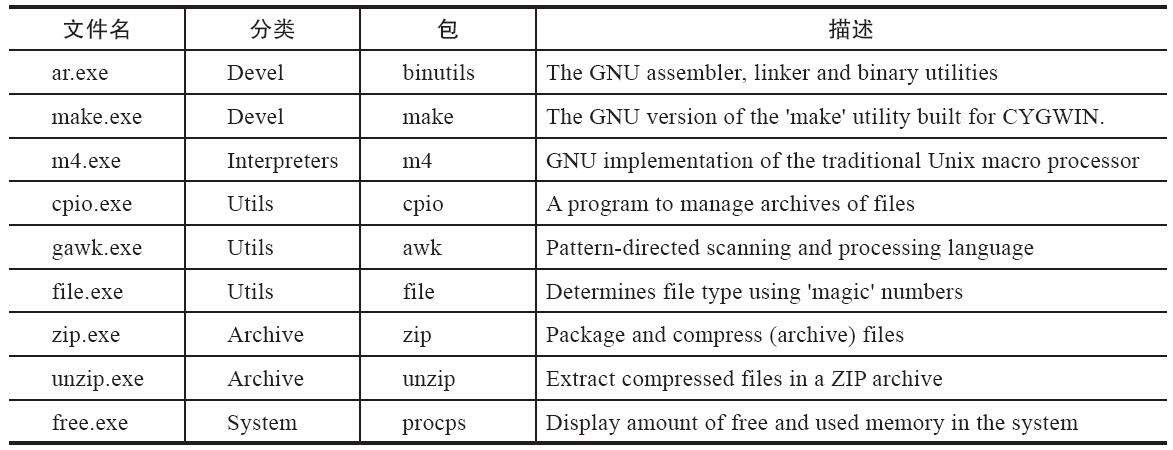 文件名 分类 包 描述
ar.exe Devel binutils The GNU assembler, linker and binary utilities
make.exe Devel make The GNU version of the 'make' utility built for CYGWIN.
m4.exe Interpreters m4 GNU implementation of the traditional Unix macro processor
cpio.exe Utils cpio A program to manage archives of files
gawk.exe Utils awk Pattern-directed scanning and processing language
file.exe Utils file Determines file type using 'magic' numbers
zip.exe Archive zip Package and compress (archive) files
unzip.exe Archive unzip Extract compressed files in a ZIP archive
free.exe System procps Display amount of free and used memory in the system